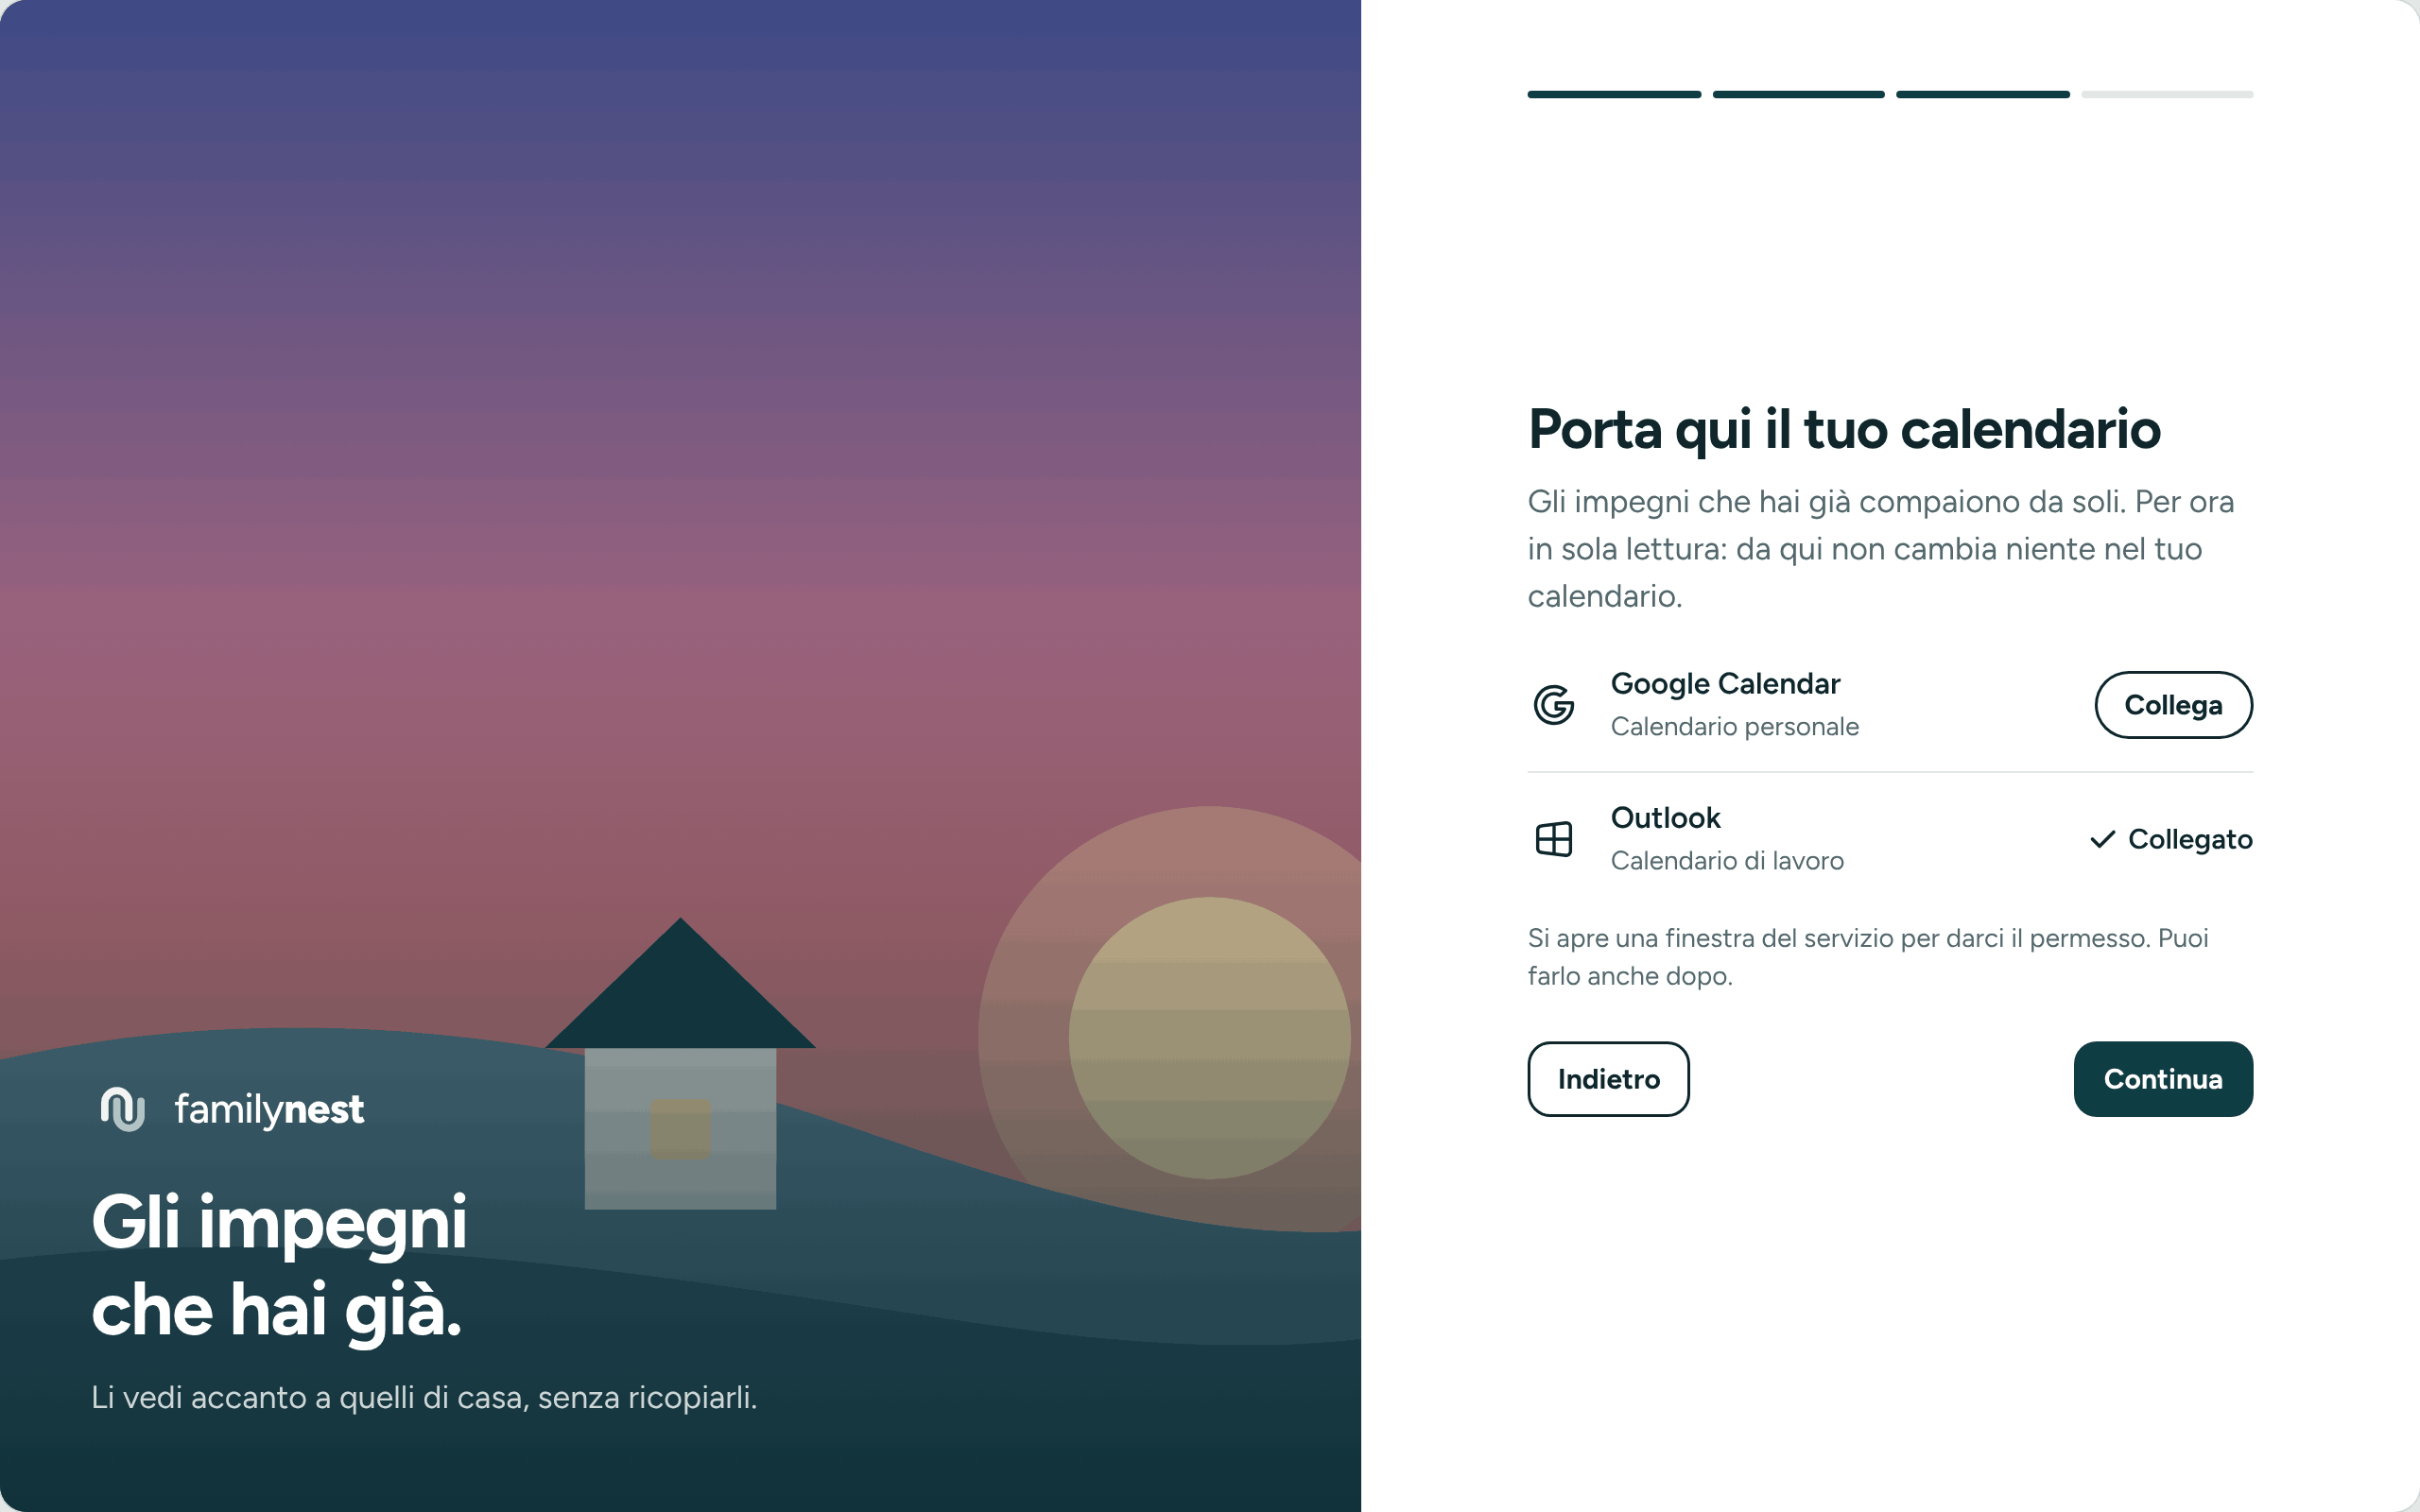 familynest
Gli impegni
che hai già.
Li vedi accanto a quelli di casa, senza ricopiarli.
Porta qui il tuo calendario
Gli impegni che hai già compaiono da soli. Per ora
in sola lettura: da qui non cambia niente nel tuo
calendario.
Google Calendar
Calendario personale
Collega
Outlook
Calendario di lavoro
Collegato
Si apre una finestra del servizio per darci il permesso. Puoi
farlo anche dopo.
Indietro
Continua